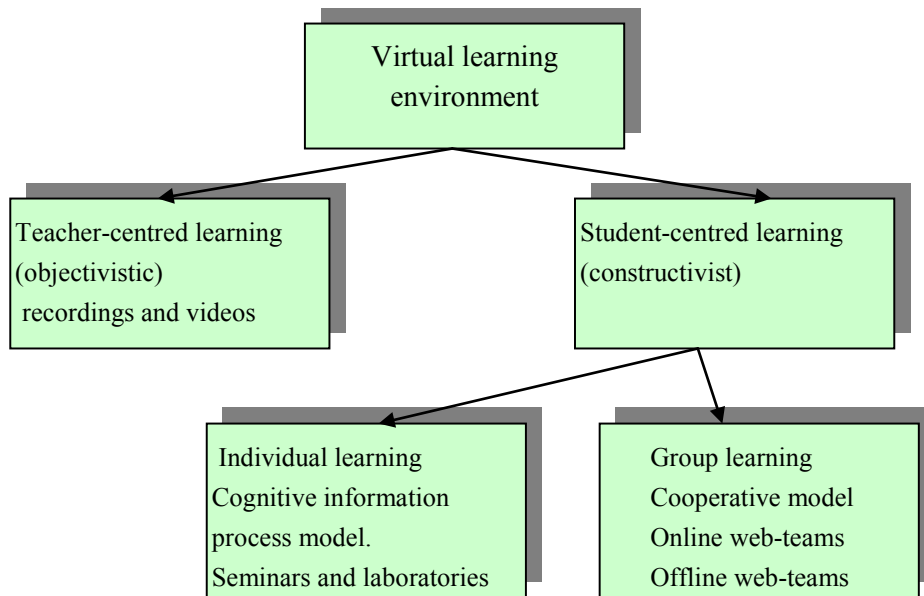 Virtual learning
environment
Teacher-centred learning
(objectivistic)
recordings and videos
Student-centred learning
(constructivist)
Individual learning
Cognitive information
process model.
Seminars and laboratories
Group learning
Cooperative model
Online web-teams
Offline web-teams